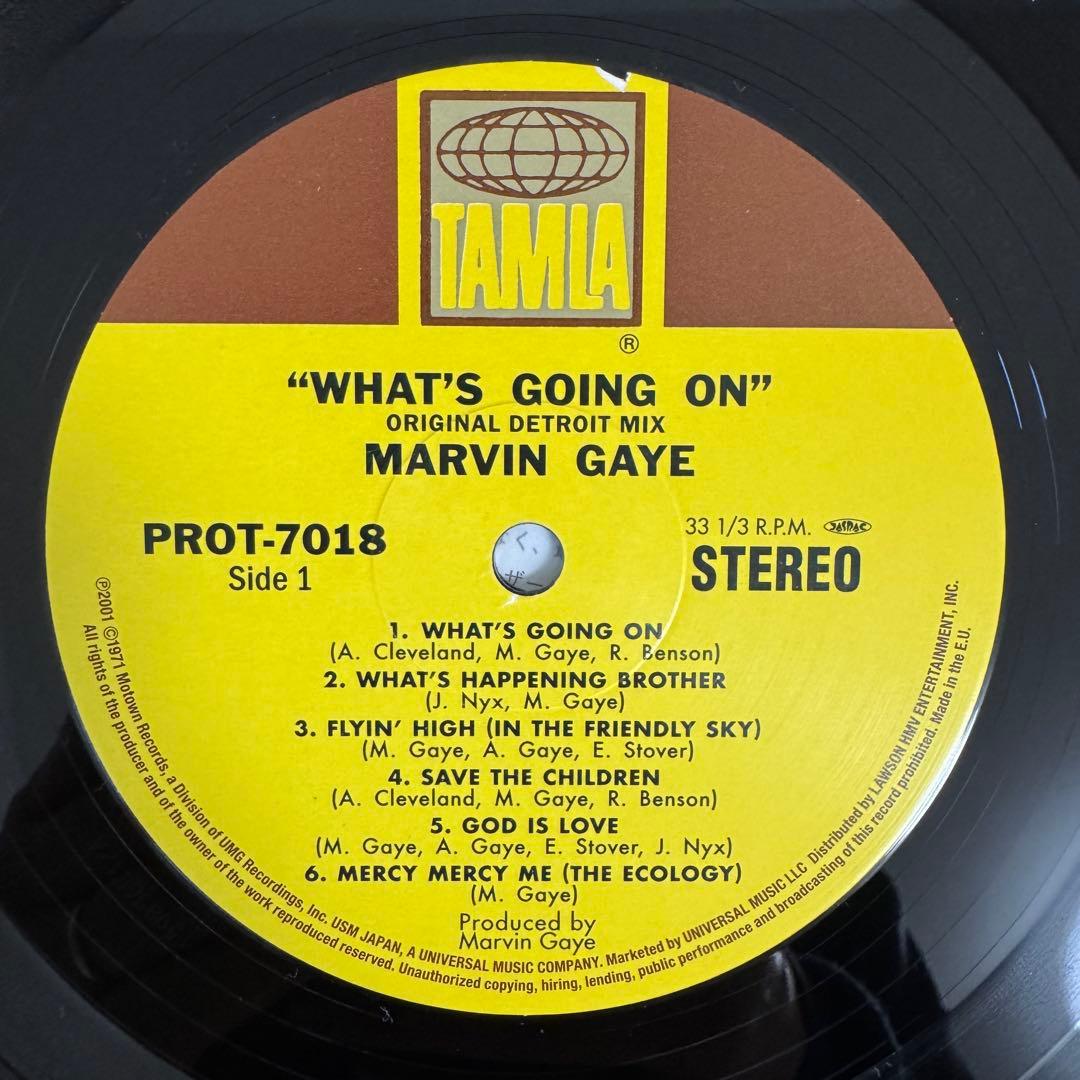 TAMLA
®
“WHAT’S GOING ON”
ORIGINAL DETROIT MIX
MARVIN GAYE
PROT-7018
Side 1
33 1/3 R.P.M. JASRAC
STEREO
1. WHAT’S GOING ON
(A. Cleveland, M. Gaye, R. Benson)
2. WHAT’S HAPPENING BROTHER
(J. Nyx, M. Gaye)
3. FLYIN’ HIGH (IN THE FRIENDLY SKY)
(M. Gaye, A. Gaye, E. Stover)
4. SAVE THE CHILDREN
(A. Cleveland, M. Gaye, R. Benson)
5. GOD IS LOVE
(M. Gaye, A. Gaye, E. Stover, J. Nyx)
6. MERCY MERCY ME (THE ECOLOGY)
(M. Gaye)
Produced by
Marvin Gaye
℗2001 ©1971 Motown Records, a Division of UMG Recordings, Inc. USM JAPAN, A UNIVERSAL MUSIC COMPANY. Marketed by UNIVERSAL MUSIC LLC Distributed by LAWSON HMV ENTERTAINMENT, INC.
All rights of the producer and of the owner of the work reproduced reserved. Unauthorized copying, hiring, lending, public performance and broadcasting of this record prohibited. Made in the E.U.